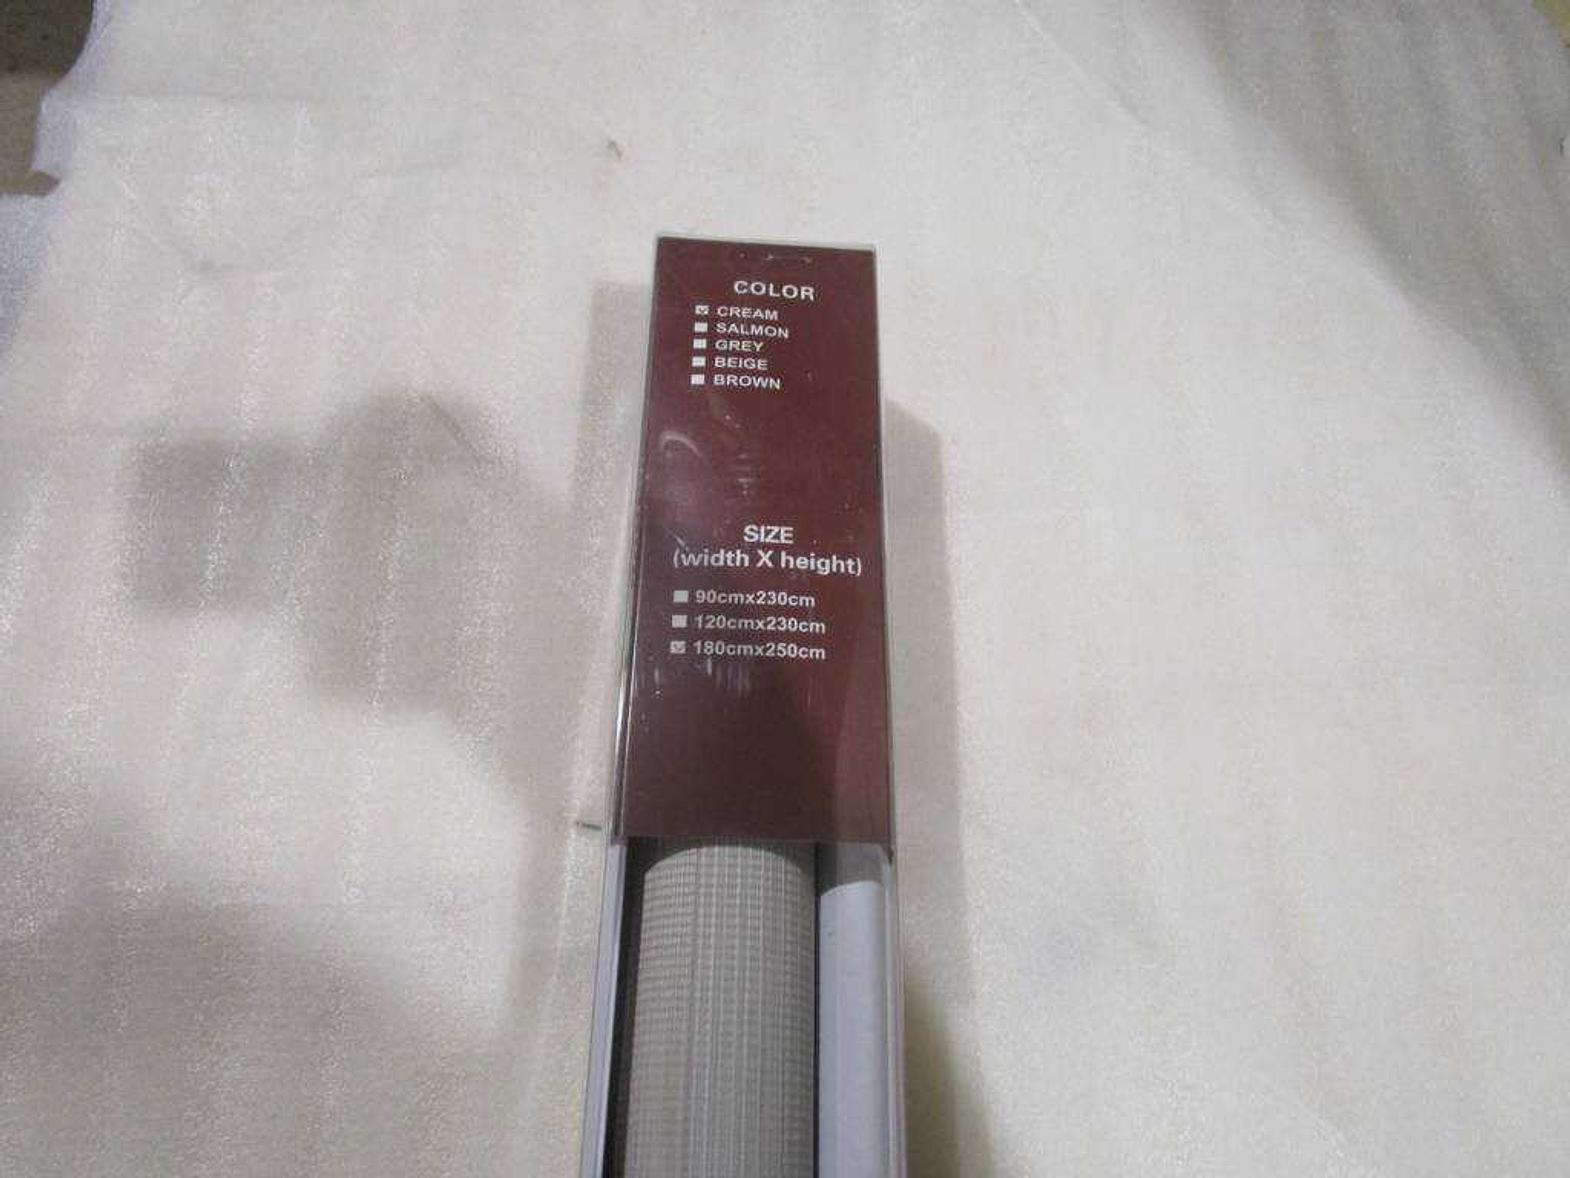 COLOR
CREAM
SALMON
GREY
BEIGE
BROWN
SIZE
(width X height)
90cmx230cm
120cmx230cm
180cmx250cm